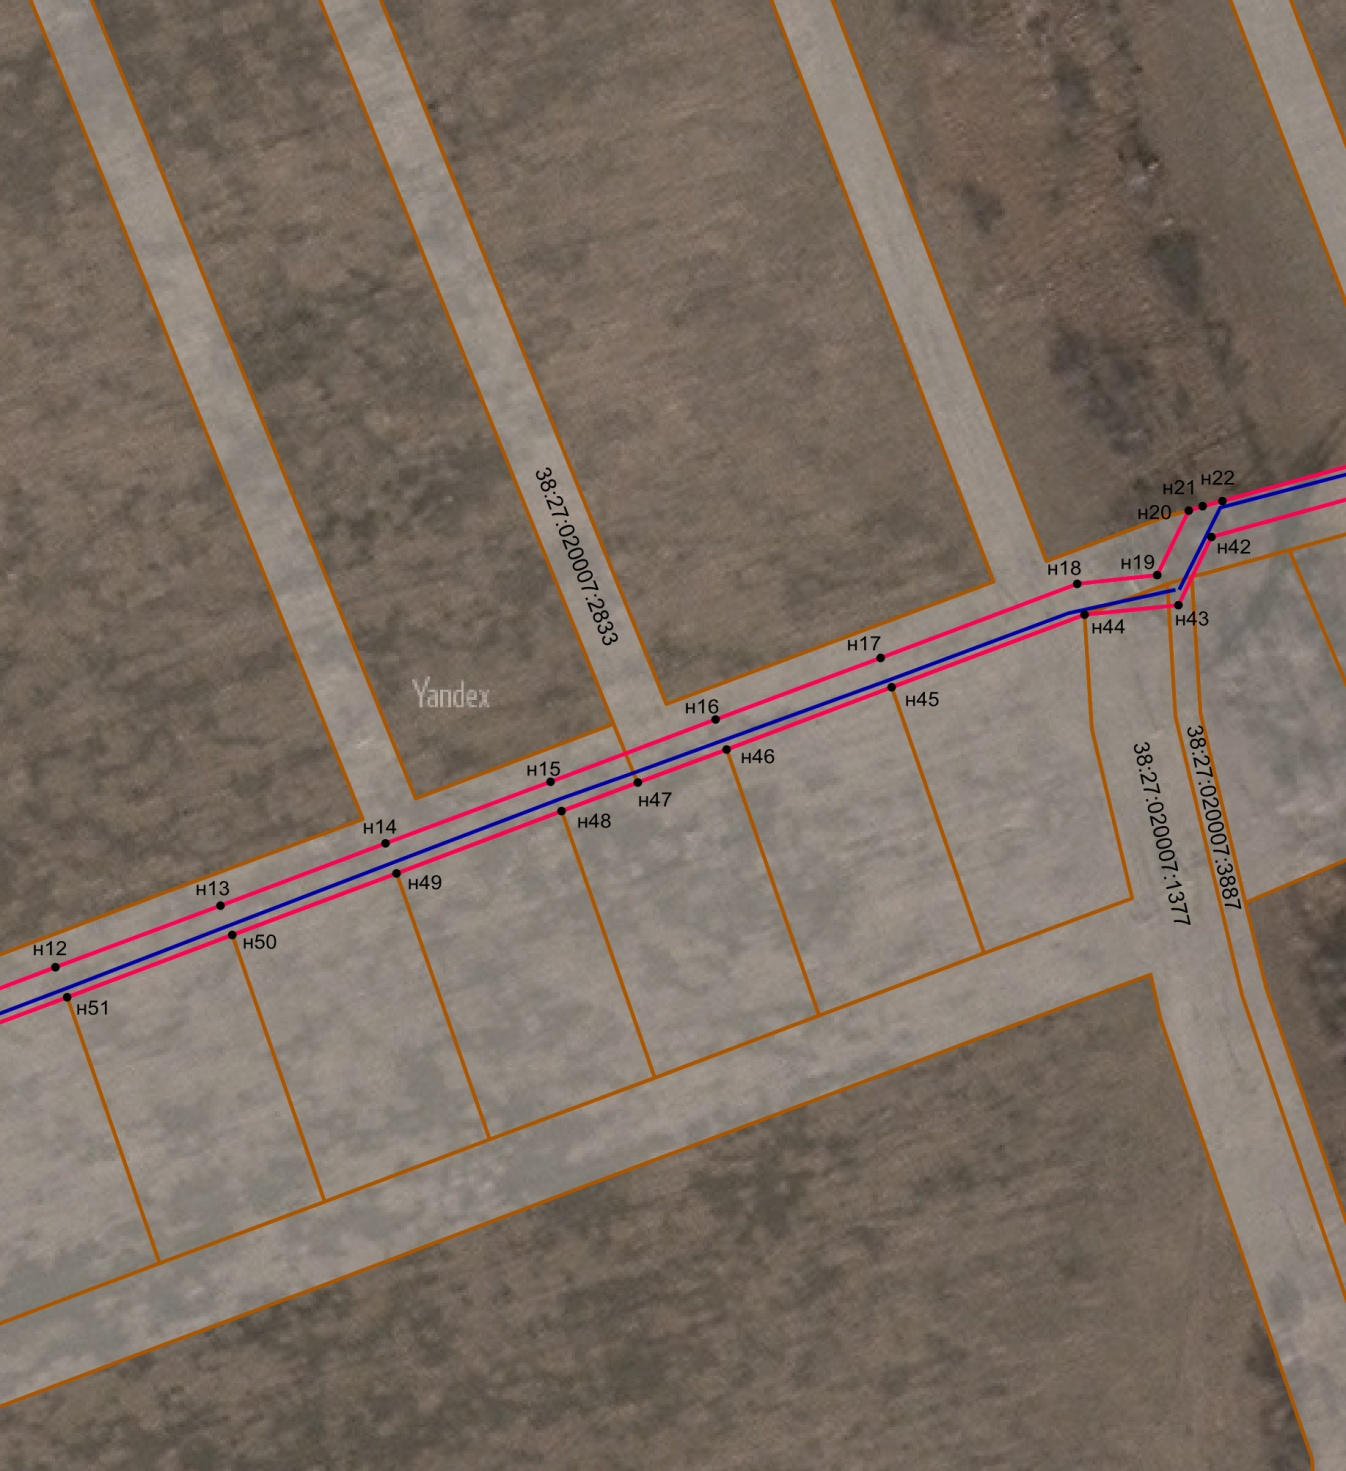 н22
н21
н20
н42
н19
н18
н43
н44
38:27:020007:2833
н17
Yandex
н45
н16
н46
38:27:020007:3887
38:27:020007:1377
н15
н47
н48
н14
н49
н13
н50
н12
н51